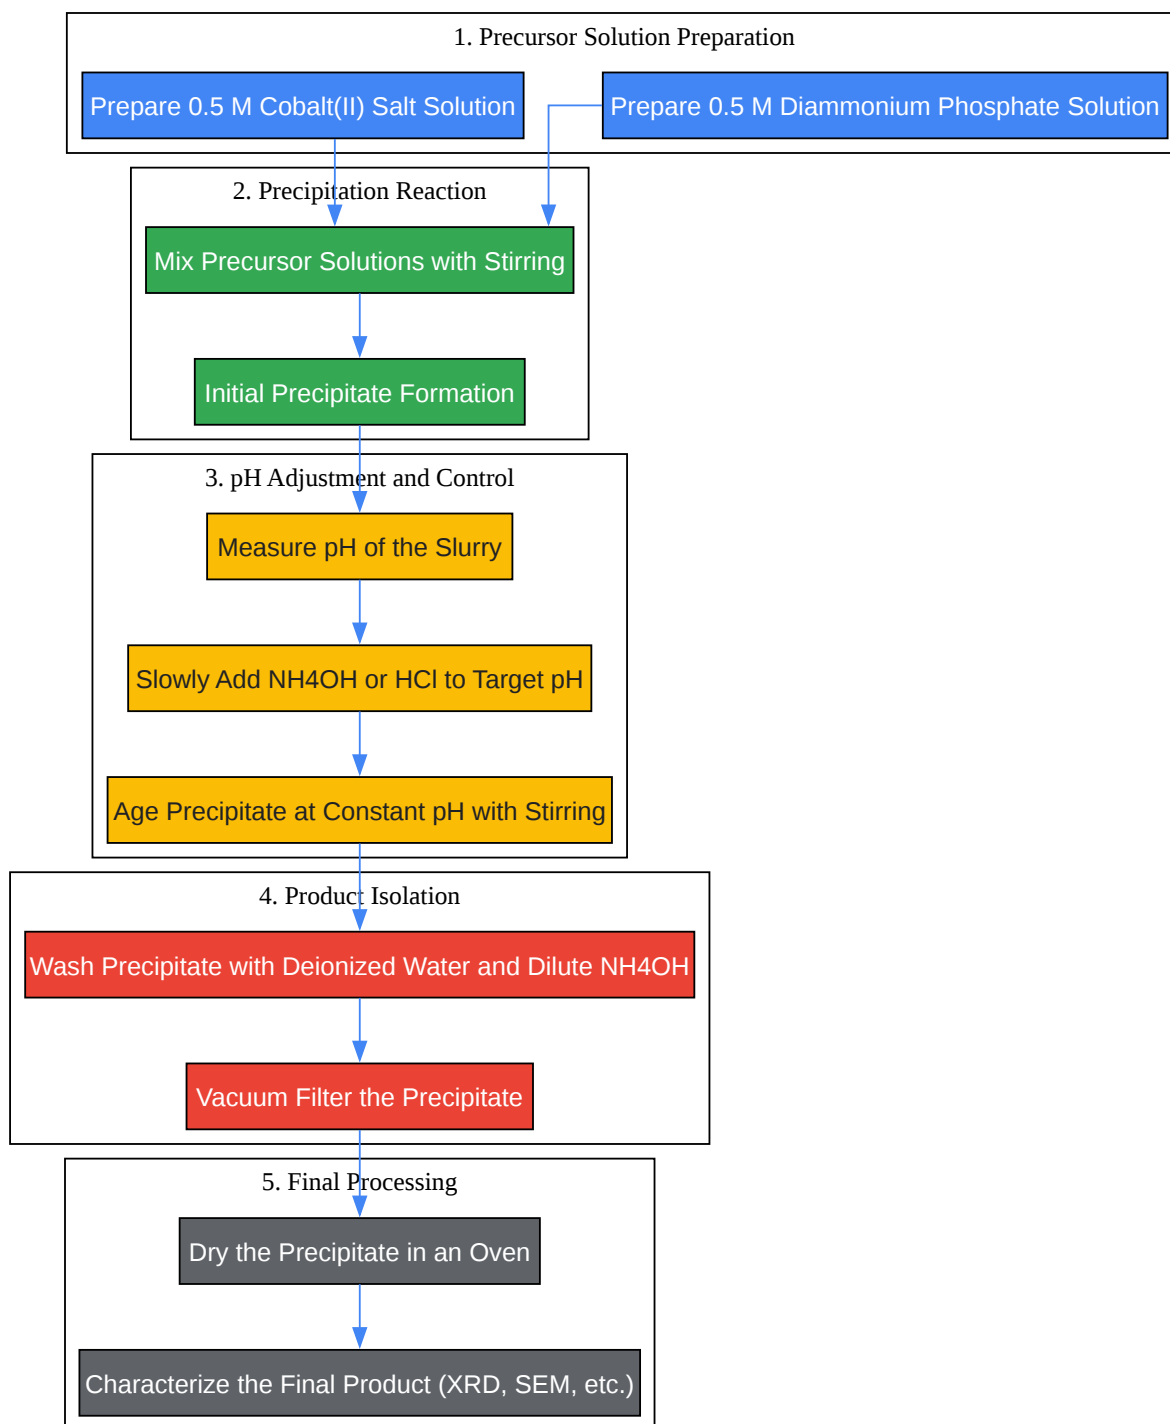 1. Precursor Solution Preparation
Prepare 0.5 M Cobalt(II) Salt Solution
Prepare 0.5 M Diammonium Phosphate Solution
2. Precipitation Reaction
Mix Precursor Solutions with Stirring
Initial Precipitate Formation
3. pH Adjustment and Control
Measure pH of the Slurry
Slowly Add NH4OH or HCl to Target pH
Age Precipitate at Constant pH with Stirring
4. Product Isolation
Wash Precipitate with Deionized Water and Dilute NH4OH
Vacuum Filter the Precipitate
5. Final Processing
Dry the Precipitate in an Oven
Characterize the Final Product (XRD, SEM, etc.)